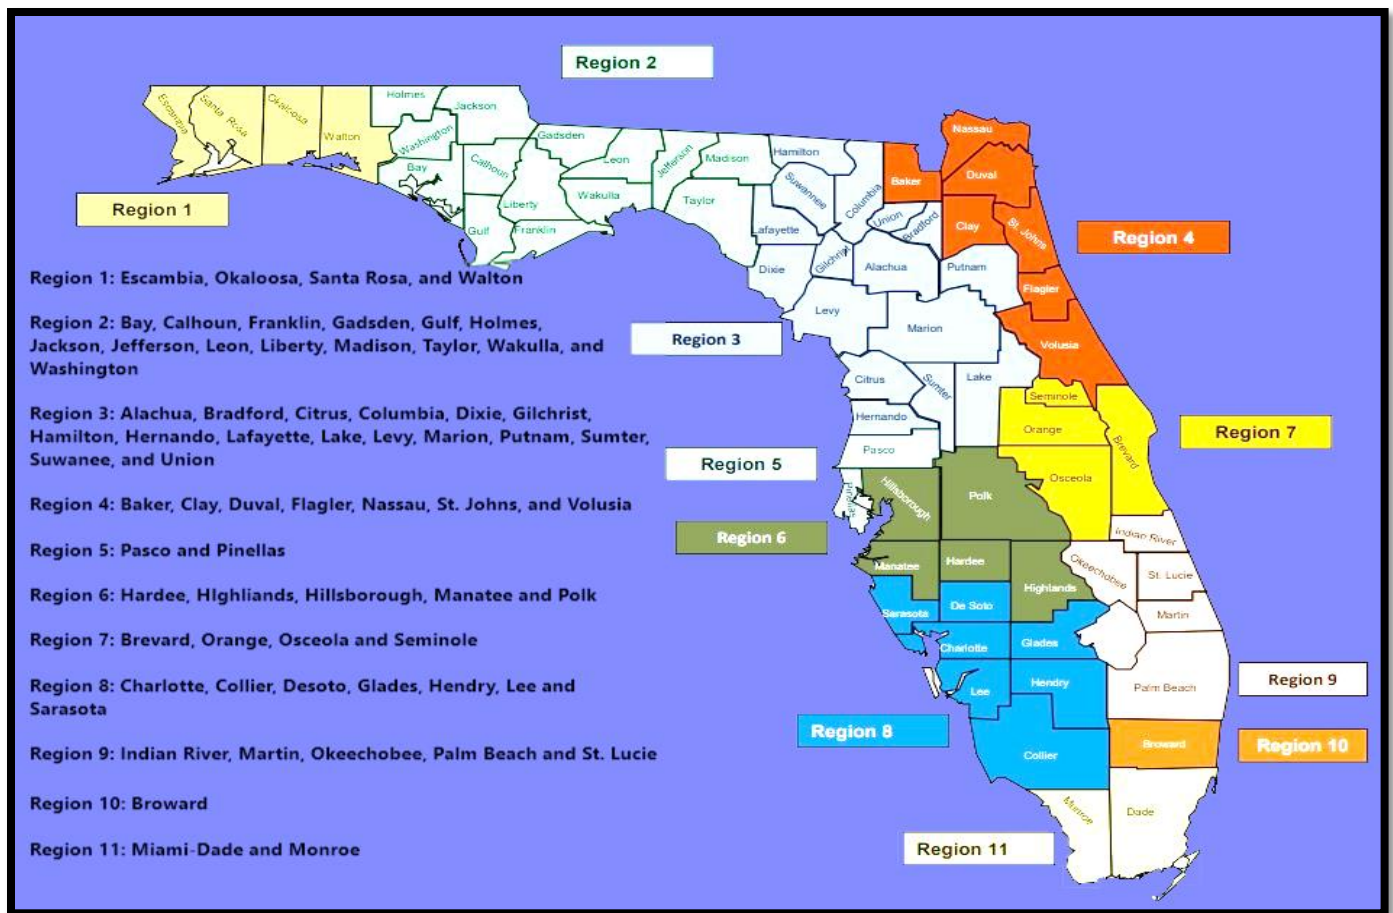 Region 2
Holmes
Jackson
Escambia
Santa Rosa
Okaloosa
Walton
Washington
Bay
Calhoun
Gadsden
Leon
Jefferson
Madison
Hamilton
Suwannee
Columbia
Baker
Nassau
Duval
Liberty
Wakulla
Taylor
Lafayette
Union
Bradford
Clay
St. Johns
Region 1
Gulf
Franklin
Region 4
Dixie
Gilchrist
Alachua
Putnam
Flagler
Levy
Marion
Region 3
Volusia
Citrus
Sumter
Lake
Seminole
Hernando
Orange
Brevard
Region 7
Pasco
Region 5
Pinellas
Hillsborough
Polk
Osceola
Region 6
Indian River
Manatee
Hardee
Highlands
Okeechobee
St. Lucie
Sarasota
De Soto
Martin
Charlotte
Glades
Lee
Hendry
Palm Beach
Region 9
Region 8
Collier
Broward
Region 10
Monroe
Dade
Region 11
Region 1: Escambia, Okaloosa, Santa Rosa, and Walton
Region 2: Bay, Calhoun, Franklin, Gadsden, Gulf, Holmes,
Jackson, Jefferson, Leon, Liberty, Madison, Taylor, Wakulla, and
Washington
Region 3: Alachua, Bradford, Citrus, Columbia, Dixie, Gilchrist,
Hamilton, Hernando, Lafayette, Lake, Levy, Marion, Putnam, Sumter,
Suwanee, and Union
Region 4: Baker, Clay, Duval, Flagler, Nassau, St. Johns, and Volusia
Region 5: Pasco and Pinellas
Region 6: Hardee, HIghliands, Hillsborough, Manatee and Polk
Region 7: Brevard, Orange, Osceola and Seminole
Region 8: Charlotte, Collier, Desoto, Glades, Hendry, Lee and
Sarasota
Region 9: Indian River, Martin, Okeechobee, Palm Beach and St. Lucie
Region 10: Broward
Region 11: Miami-Dade and Monroe